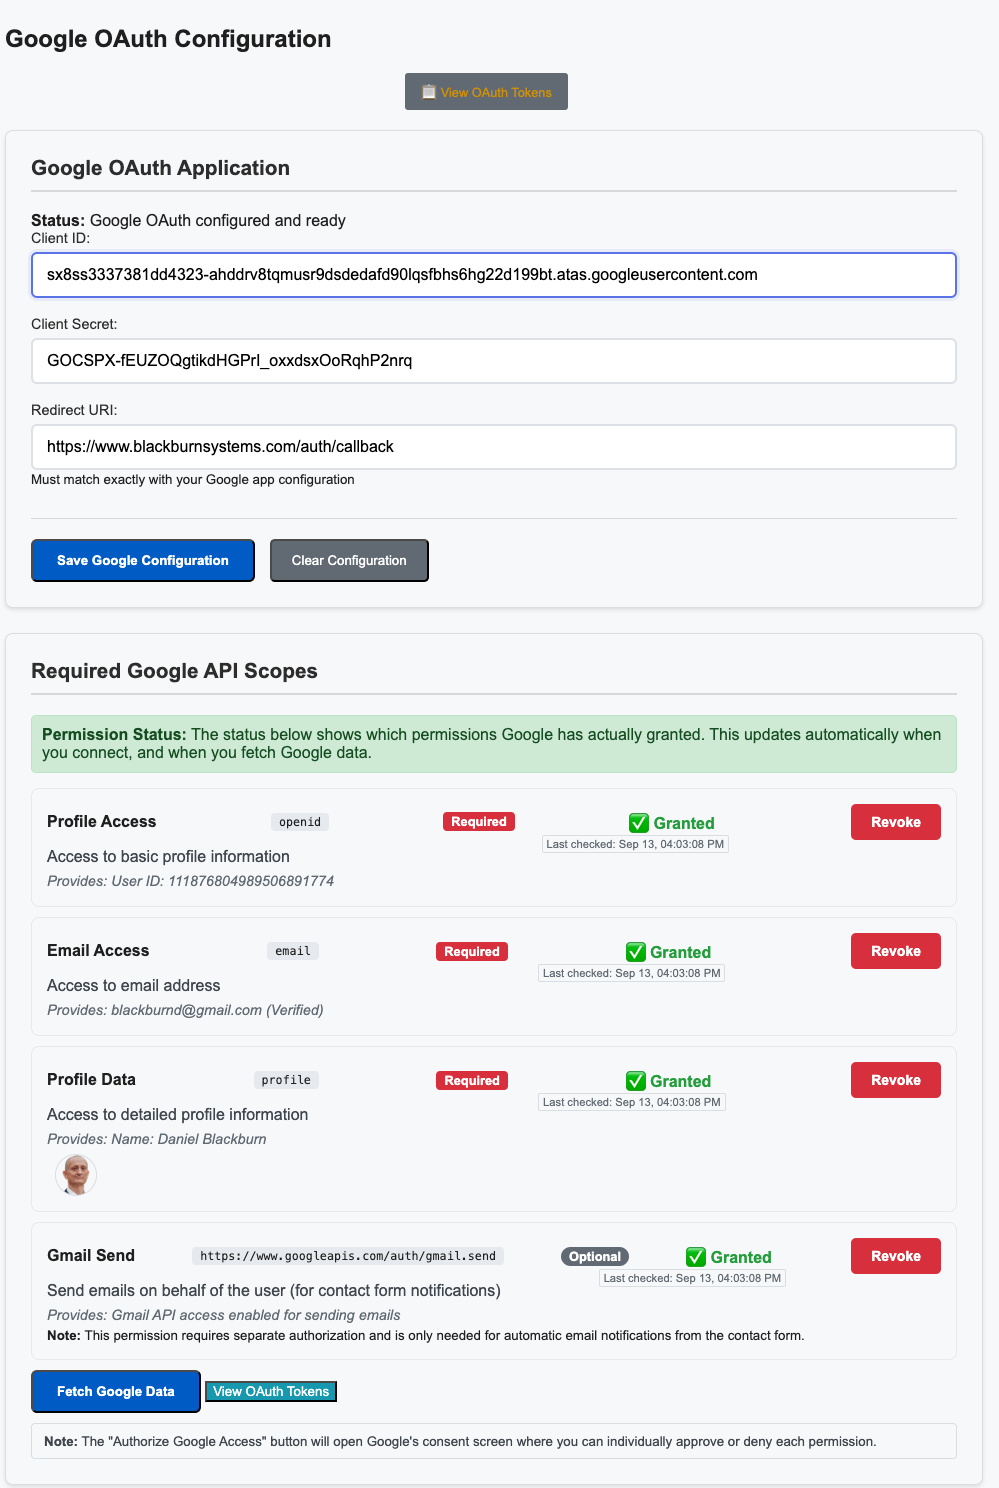 Google OAuth Configuration
📋 View OAuth Tokens
Google OAuth Application
Status: Google OAuth configured and ready
Client ID:
sx8ss3337381dd4323-ahddrv8tqmusr9dsdedafd90lqsfbhs6hg22d199bt.atas.googleusercontent.com
Client Secret:
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P2nrq
Redirect URI:
https://www.blackburnsystems.com/auth/callback
Must match exactly with your Google app configuration
Save Google Configuration Clear Configuration
Required Google API Scopes
Permission Status: The status below shows which permissions Google has actually granted. This updates automatically when
you connect, and when you fetch Google data.
Profile Access openid Required ✅ Granted Revoke
Last checked: Sep 13, 04:03:08 PM
Access to basic profile information
Provides: User ID: 111876804989506891774
Email Access email Required ✅ Granted Revoke
Last checked: Sep 13, 04:03:08 PM
Access to email address
Provides: blackburnd@gmail.com (Verified)
Profile Data profile Required ✅ Granted Revoke
Last checked: Sep 13, 04:03:08 PM
Access to detailed profile information
Provides: Name: Daniel Blackburn
Gmail Send https://www.googleapis.com/auth/gmail.send Optional ✅ Granted Revoke
Last checked: Sep 13, 04:03:08 PM
Send emails on behalf of the user (for contact form notifications)
Provides: Gmail API access enabled for sending emails
Note: This permission requires separate authorization and is only needed for automatic email notifications from the contact form.
Fetch Google Data View OAuth Tokens
Note: The "Authorize Google Access" button will open Google's consent screen where you can individually approve or deny each permission.